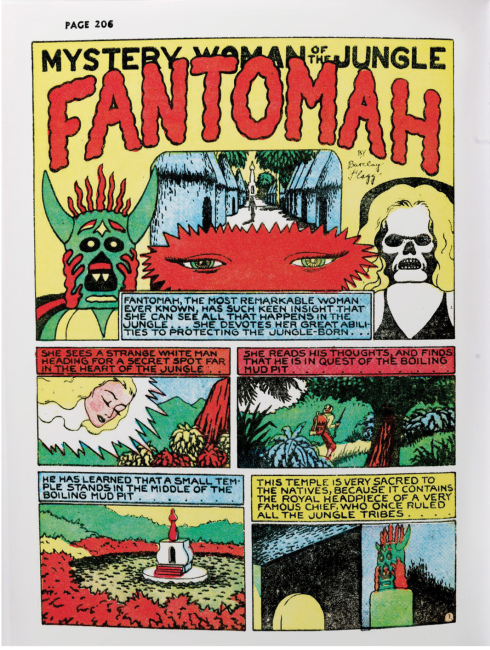 PAGE 206
MYSTERY WOMAN OF THE JUNGLE
FANTOMAH
BY
Barclay
Flagg
FANTOMAH, THE MOST REMARKABLE WOMAN
EVER KNOWN, HAS SUCH KEEN INSIGHT THAT
SHE CAN SEE ALL THAT HAPPENS IN THE
JUNGLE . . . SHE DEVOTES HER GREAT ABILI-
TIES TO PROTECTING THE JUNGLE-BORN . . .
SHE SEES A STRANGE WHITE MAN
HEADING FOR A SECRET SPOT FAR
IN THE HEART OF THE JUNGLE . . .
SHE READS HIS THOUGHTS, AND FINDS
THAT HE IS IN QUEST OF THE BOILING
MUD PIT . . . .
HE HAS LEARNED THAT A SMALL TEM-
PLE STANDS IN THE MIDDLE OF THE
BOILING MUD PIT . . . . .
THIS TEMPLE IS VERY SACRED TO
THE NATIVES, BECAUSE IT CONTAINS
THE ROYAL HEADPIECE OF A VERY
FAMOUS CHIEF, WHO ONCE RULED
ALL THE JUNGLE TRIBES . . . .
1